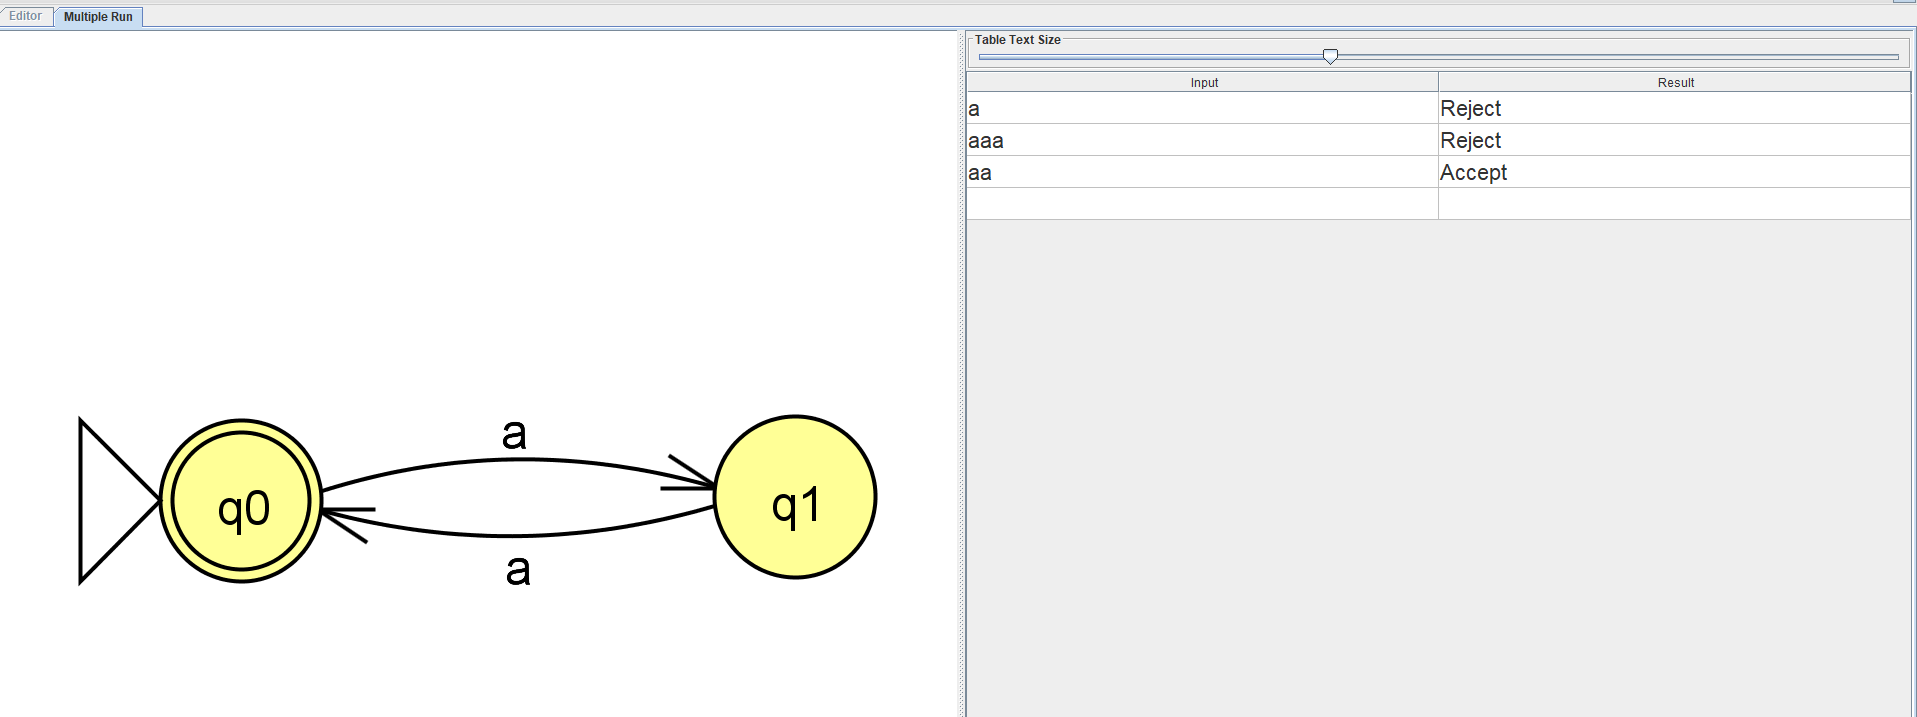 Editor Multiple Run
Table Text Size
Input Result
a Reject
aaa Reject
aa Accept
a
q0 q1
a